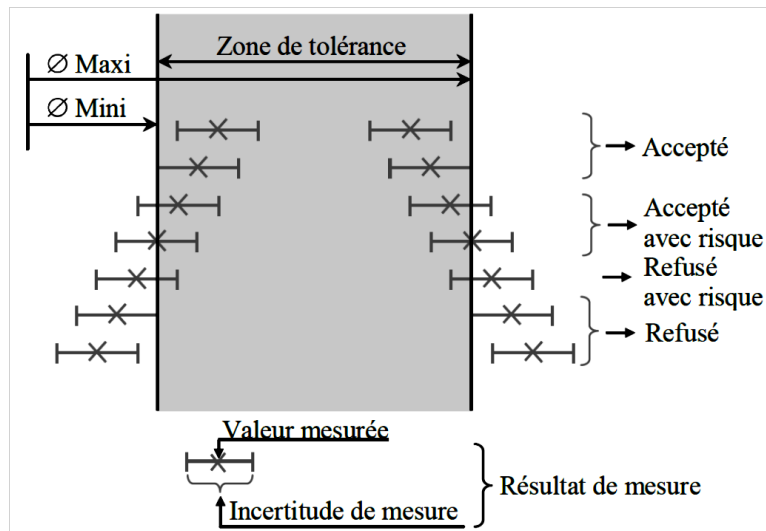 Zone de tolérance
∅ Maxi
∅ Mini
Accepté
Accepté
avec risque
Refusé
avec risque
Refusé
Valeur mesurée
Incertitude de mesure
Résultat de mesure